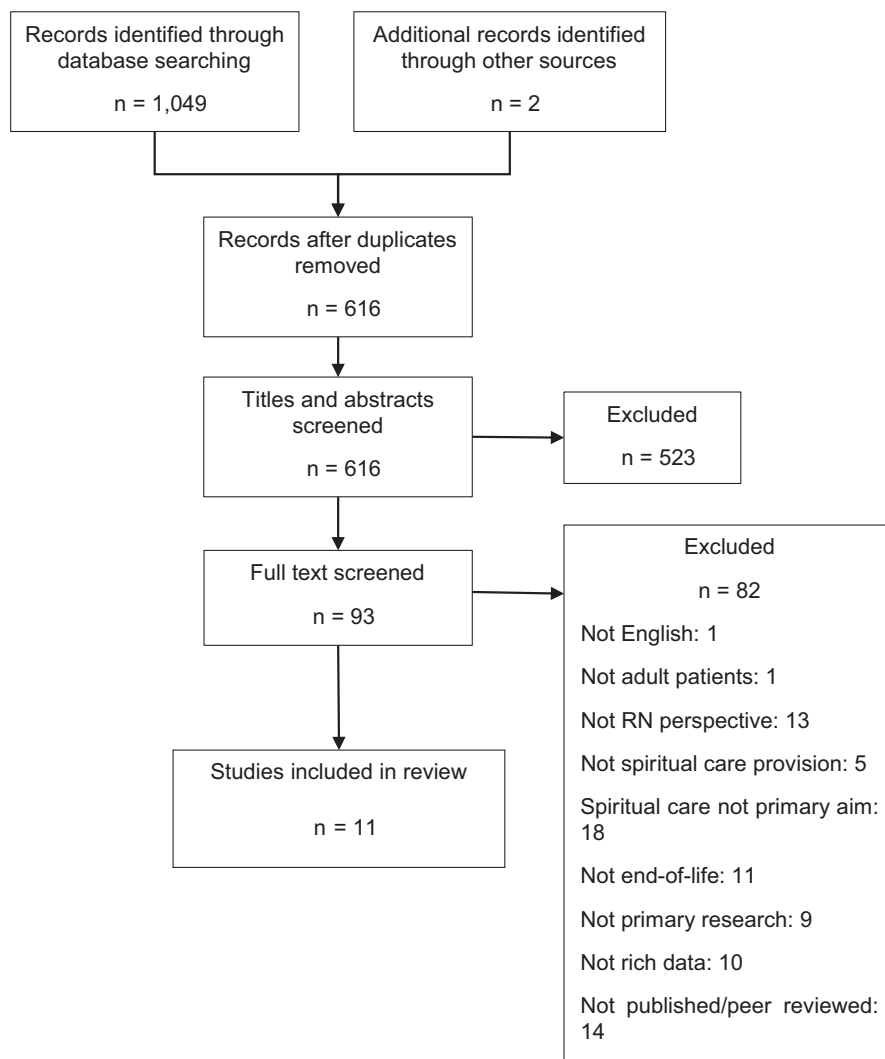 Records identified through
database searching
n = 1,049
Additional records identified
through other sources
n = 2
Records after duplicates
removed
n = 616
Titles and abstracts
screened
n = 616
Excluded
n = 523
Full text screened
n = 93
Excluded
n = 82
Not English: 1
Not adult patients: 1
Not RN perspective: 13
Not spiritual care provision: 5
Spiritual care not primary aim:
18
Not end-of-life: 11
Not primary research: 9
Not rich data: 10
Not published/peer reviewed:
14
Studies included in review
n = 11